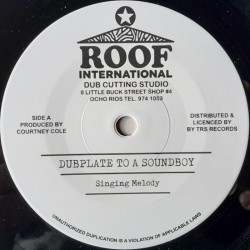 ROOF
INTERNATIONAL
DUB CUTTING STUDIO
8 LITTLE BUCK STREET SHOP #4
OCHO RIOS TEL. 974 1059
SIDE A
PRODUCED BY
COURTNEY COLE
DISTRIBUTED &
LICENCED BY
BY TRS RECORDS
DUBPLATE TO A SOUNDBOY
Singing Melody
UNAUTHORIZED DUPLICATION IS A VIOLATION OF APPLICABLE LAWS